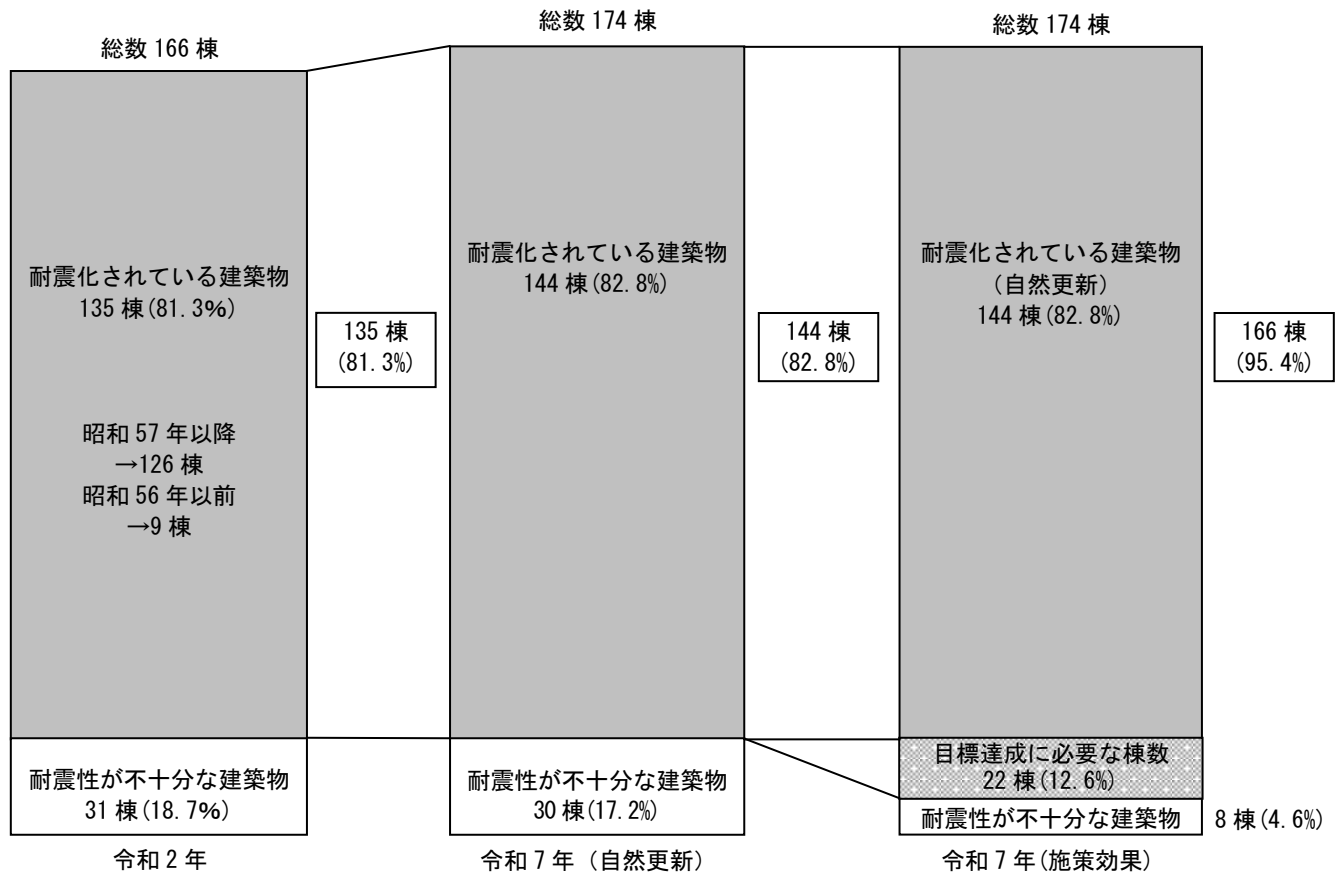 総数 166 棟
耐震化されている建築物
135 棟(81.3%)
昭和 57 年以降
→126 棟
昭和 56 年以前
→9 棟
耐震性が不十分な建築物
31 棟(18.7%)
令和 2 年
135 棟
(81.3%)
総数 174 棟
耐震化されている建築物
144 棟(82.8%)
耐震性が不十分な建築物
30 棟(17.2%)
令和 7 年（自然更新）
144 棟
(82.8%)
総数 174 棟
耐震化されている建築物
（自然更新）
144 棟(82.8%)
目標達成に必要な棟数
22 棟(12.6%)
耐震性が不十分な建築物
8 棟(4.6%)
令和 7 年(施策効果)
166 棟
(95.4%)